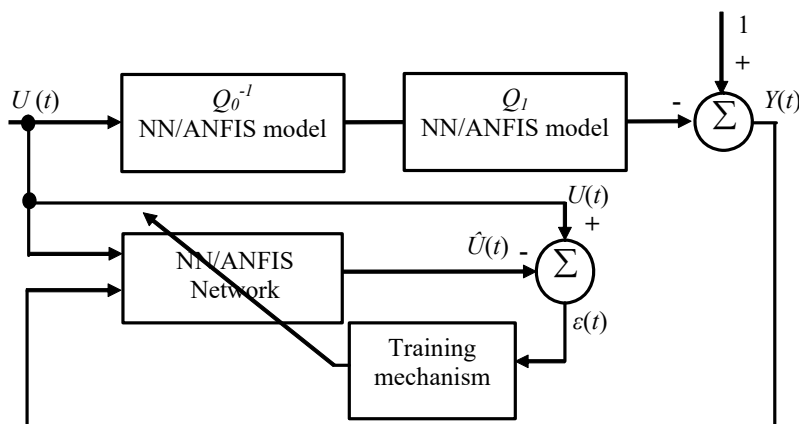 1
+
U (t)
Q₀⁻¹
NN/ANFIS model
Q₁
NN/ANFIS model
-
Σ
Y(t)
U(t)
+
NN/ANFIS
Network
Û(t)
-
Σ
ε(t)
Training
mechanism